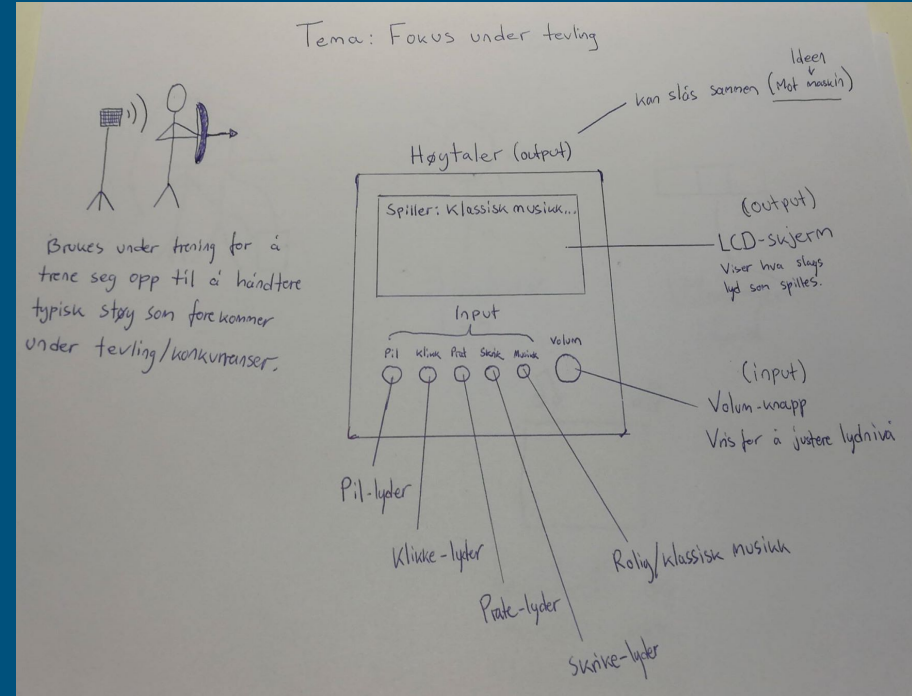 Tema: Fokus under tevling
Ideen
kan slås sammen (Mot maskin)
Høytaler (output)
Spiller: Klassisk musikk...
(output)
LCD-skjerm
Viser hva slags
lyd som spilles.
Brukes under trening for å
trene seg opp til å håndtere
typisk støy som forekommer
under tevling/konkurranser.
Input
Pil Klikk Prat Skrik Musikk Volum
(input)
Volum-knapp
Vris for å justere lydnivå
Pil-lyder
Klikke-lyder
Prate-lyder
Skrike-lyder
Rolig/klassisk musikk